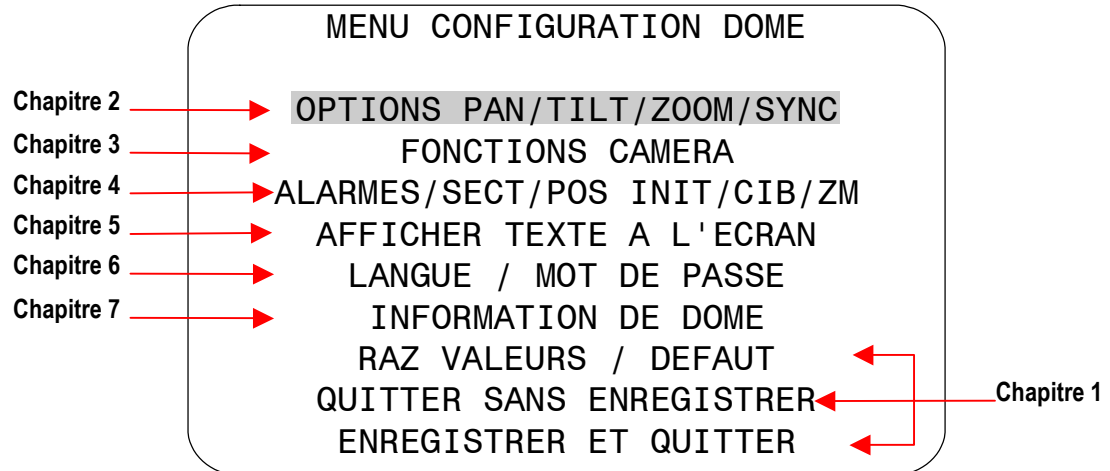 MENU CONFIGURATION DOME
Chapitre 2 OPTIONS PAN/TILT/ZOOM/SYNC
Chapitre 3 FONCTIONS CAMERA
Chapitre 4 ALARMES/SECT/POS INIT/CIB/ZM
Chapitre 5 AFFICHER TEXTE A L'ECRAN
Chapitre 6 LANGUE / MOT DE PASSE
Chapitre 7 INFORMATION DE DOME
RAZ VALEURS / DEFAUT
QUITTER SANS ENREGISTRER Chapitre 1
ENREGISTRER ET QUITTER